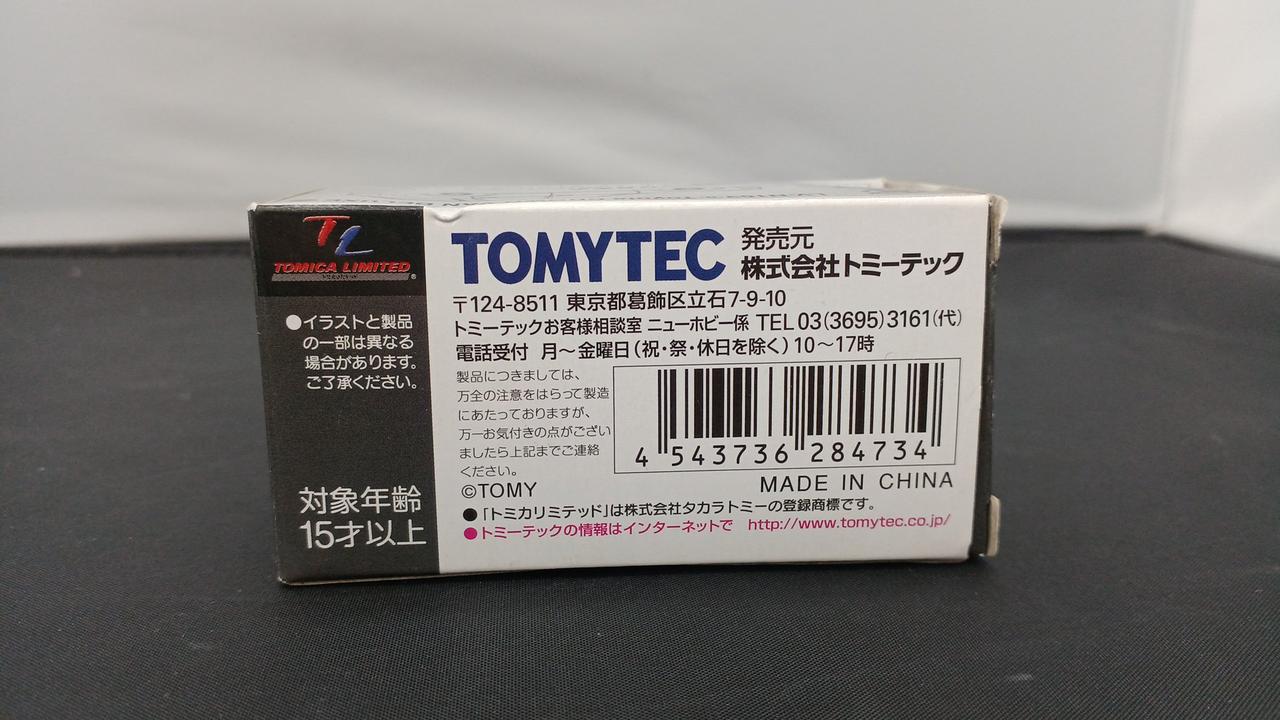 TL
TOMICA LIMITED
●イラストと製品
の一部は異なる
場合があります。
ご了承ください。
対象年齢
15才以上
TOMYTEC
発売元
株式会社トミーテック
〒124-8511 東京都葛飾区立石7-9-10
トミーテックお客様相談室 ニューホビー係 TEL 03(3695)3161(代)
電話受付 月〜金曜日(祝・祭・休日を除く)10〜17時
製品につきましては、
万全の注意をはらって製造
にあたっておりますが、
万一お気付きの点がござい
ましたら上記までご連絡
ください。
4 543736 284734
©TOMY
MADE IN CHINA
●「トミカリミテッド」は株式会社タカラトミーの登録商標です。
●トミーテックの情報はインターネットで http://www.tomytec.co.jp/